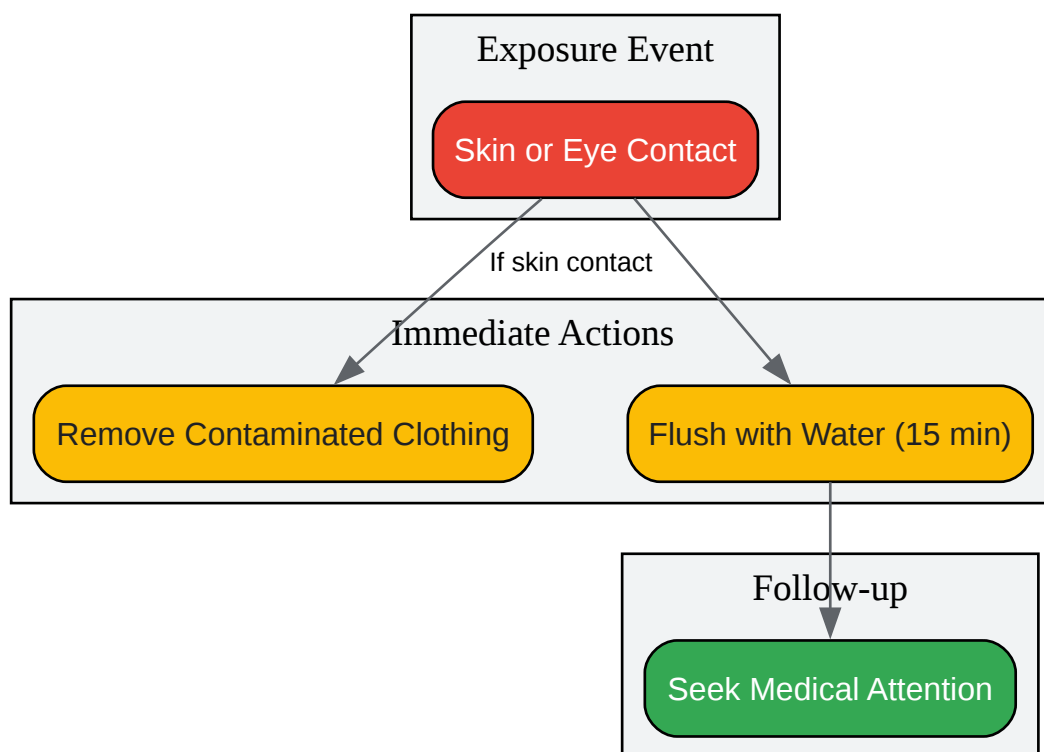 Exposure Event
Skin or Eye Contact
If skin contact
Immediate Actions
Remove Contaminated Clothing
Flush with Water (15 min)
Follow-up
Seek Medical Attention